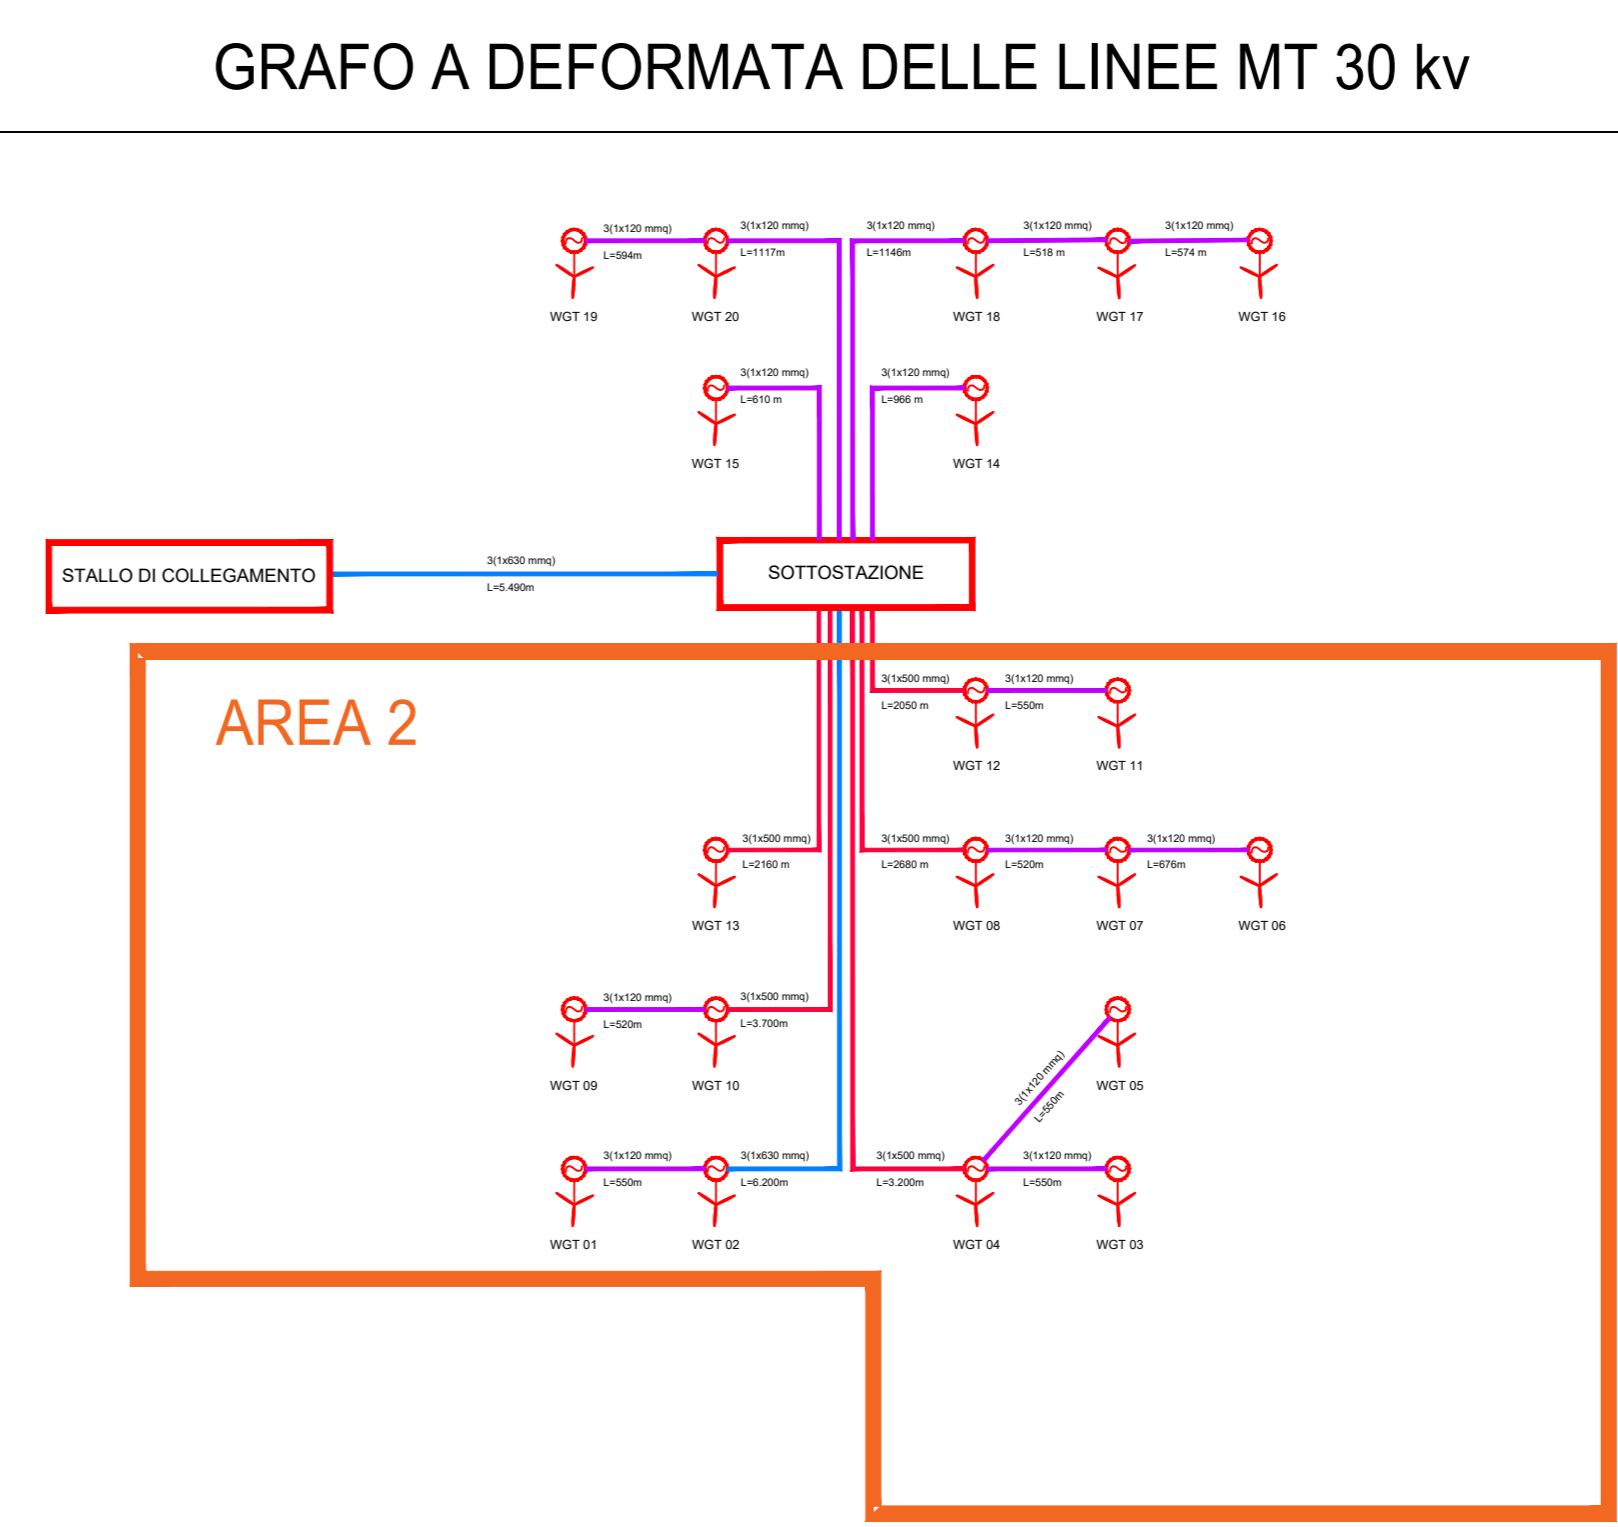 GRAFO A DEFORMATA DELLE LINEE MT 30 kv
3(1x120 mmq)
L=594m
3(1x120 mmq)
L=1117m
3(1x120 mmq)
L=1146m
3(1x120 mmq)
L=518 m
3(1x120 mmq)
L=574 m
WGT 19
WGT 20
WGT 18
WGT 17
WGT 16
3(1x120 mmq)
L=610 m
3(1x120 mmq)
L=966 m
WGT 15
WGT 14
STALLO DI COLLEGAMENTO
3(1x630 mmq)
L=5.490m
SOTTOSTAZIONE
AREA 2
3(1x500 mmq)
L=2050 m
3(1x120 mmq)
L=550m
WGT 12
WGT 11
3(1x500 mmq)
L=2160 m
3(1x500 mmq)
L=2680 m
3(1x120 mmq)
L=520m
3(1x120 mmq)
L=676m
WGT 13
WGT 08
WGT 07
WGT 06
3(1x120 mmq)
L=520m
3(1x500 mmq)
L=3.700m
3(1x120 mmq)
L=550m
WGT 09
WGT 10
WGT 05
3(1x120 mmq)
L=550m
3(1x630 mmq)
L=6.200m
3(1x500 mmq)
L=3.200m
3(1x120 mmq)
L=550m
WGT 01
WGT 02
WGT 04
WGT 03